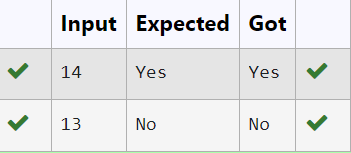 Input Expected Got
14 Yes Yes
13 No No